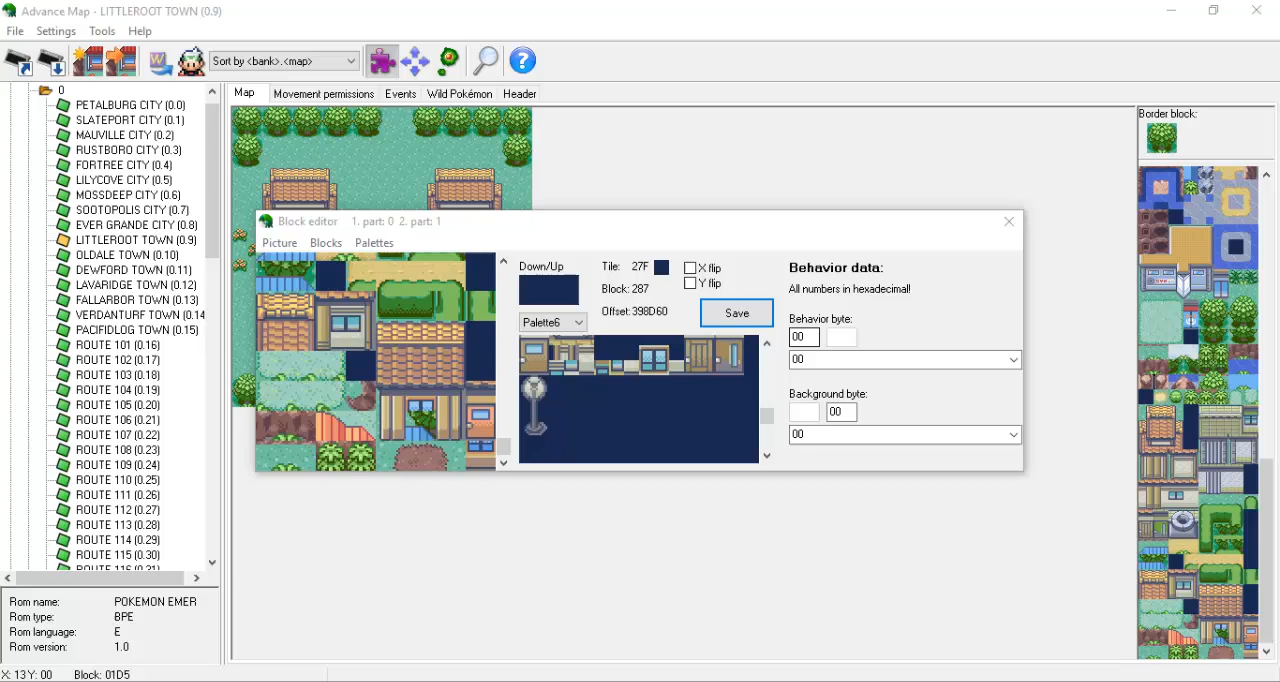 Advance Map - LITTLEROOT TOWN (0.9)
File Settings Tools Help
Sort by <bank>.<map>
0
PETALBURG CITY (0.0)
SLATEPORT CITY (0.1)
MAUVILLE CITY (0.2)
RUSTBORO CITY (0.3)
FORTREE CITY (0.4)
LILYCOVE CITY (0.5)
MOSSDEEP CITY (0.6)
SOOTOPOLIS CITY (0.7)
EVER GRANDE CITY (0.8)
LITTLEROOT TOWN (0.9)
OLDALE TOWN (0.10)
DEWFORD TOWN (0.11)
LAVARIDGE TOWN (0.12)
FALLARBOR TOWN (0.13)
VERDANTURF TOWN (0.14
PACIFIDLOG TOWN (0.15)
ROUTE 101 (0.16)
ROUTE 102 (0.17)
ROUTE 103 (0.18)
ROUTE 104 (0.19)
ROUTE 105 (0.20)
ROUTE 106 (0.21)
ROUTE 107 (0.22)
ROUTE 108 (0.23)
ROUTE 109 (0.24)
ROUTE 110 (0.25)
ROUTE 111 (0.26)
ROUTE 112 (0.27)
ROUTE 113 (0.28)
ROUTE 114 (0.29)
ROUTE 115 (0.30)
ROUTE 116 (0.31)
Rom name: POKEMON EMER
Rom type: BPE
Rom language: E
Rom version: 1.0
X: 13 Y: 00 Block: 01D5
Map Movement permissions Events Wild Pokémon Header
Border block:
Block editor 1. part: 0 2. part: 1
Picture Blocks Palettes
Down/Up
Palette6
Tile: 27F
Block: 287
Offset: 398D60
X flip
Y flip
Save
Behavior data:
All numbers in hexadecimal!
Behavior byte:
00
00
Background byte:
00
00